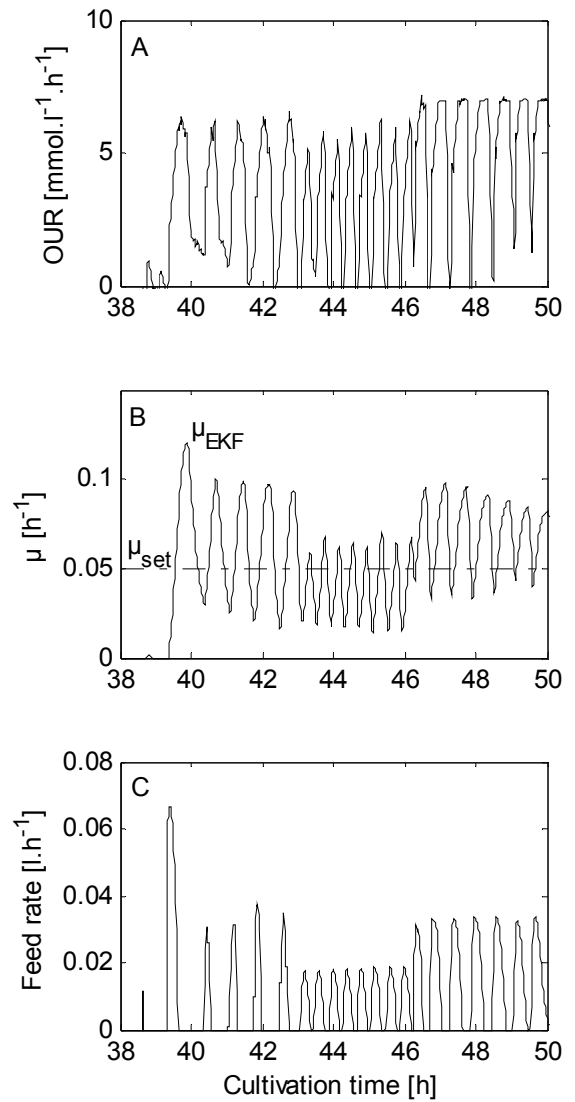 A
OUR [mmol.l⁻¹.h⁻¹]
10
5
0
38 40 42 44 46 48 50
B
μ_EKF
μ_set
μ [h⁻¹]
0.1
0.05
0
38 40 42 44 46 48 50
C
Feed rate [l.h⁻¹]
0.08
0.06
0.04
0.02
0
38 40 42 44 46 48 50
Cultivation time [h]